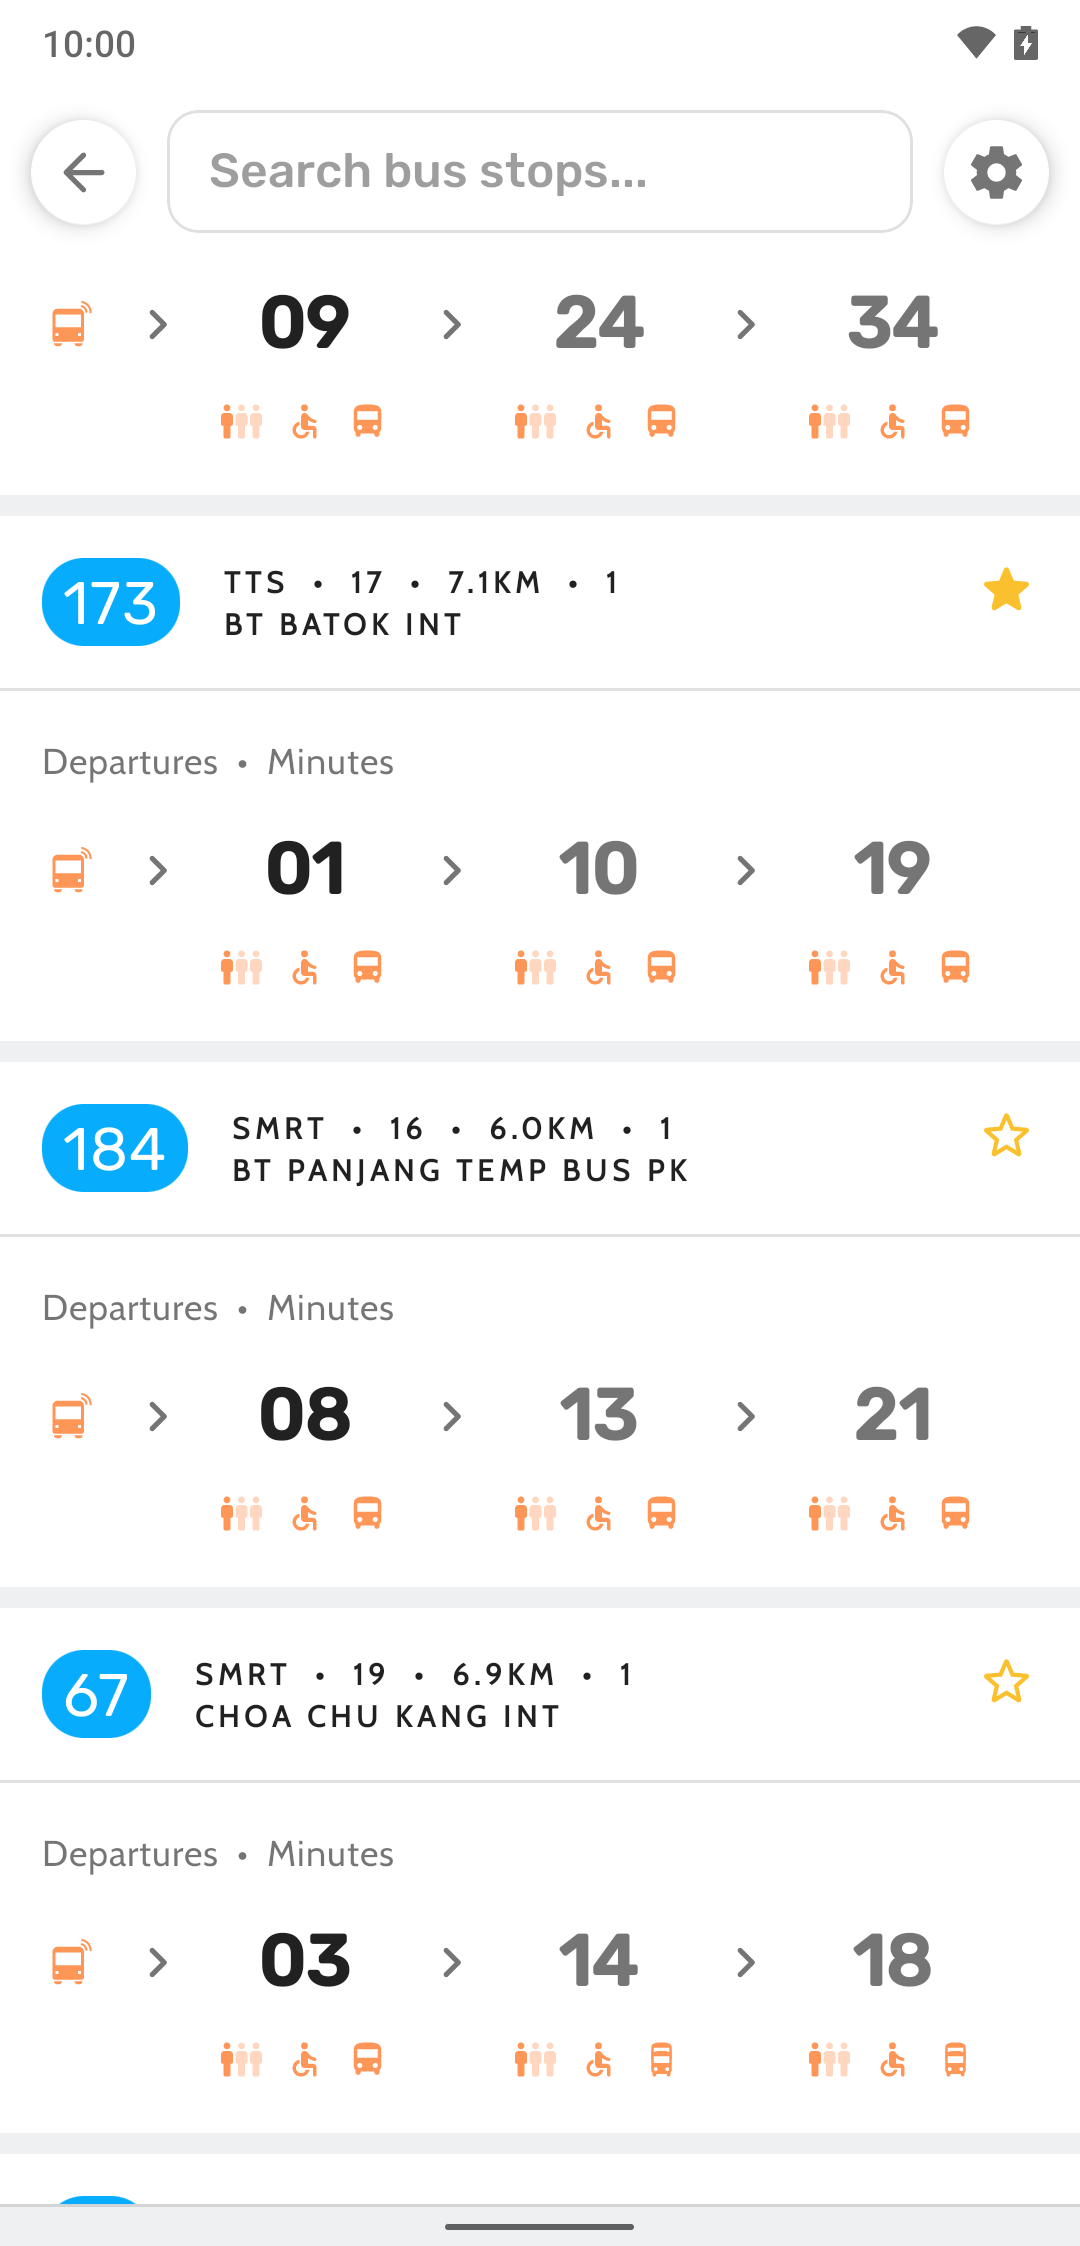 10:00
Search bus stops...
09 24 34
173 TTS • 17 • 7.1KM • 1
BT BATOK INT
Departures • Minutes
01 10 19
184 SMRT • 16 • 6.0KM • 1
BT PANJANG TEMP BUS PK
Departures • Minutes
08 13 21
67 SMRT • 19 • 6.9KM • 1
CHOA CHU KANG INT
Departures • Minutes
03 14 18